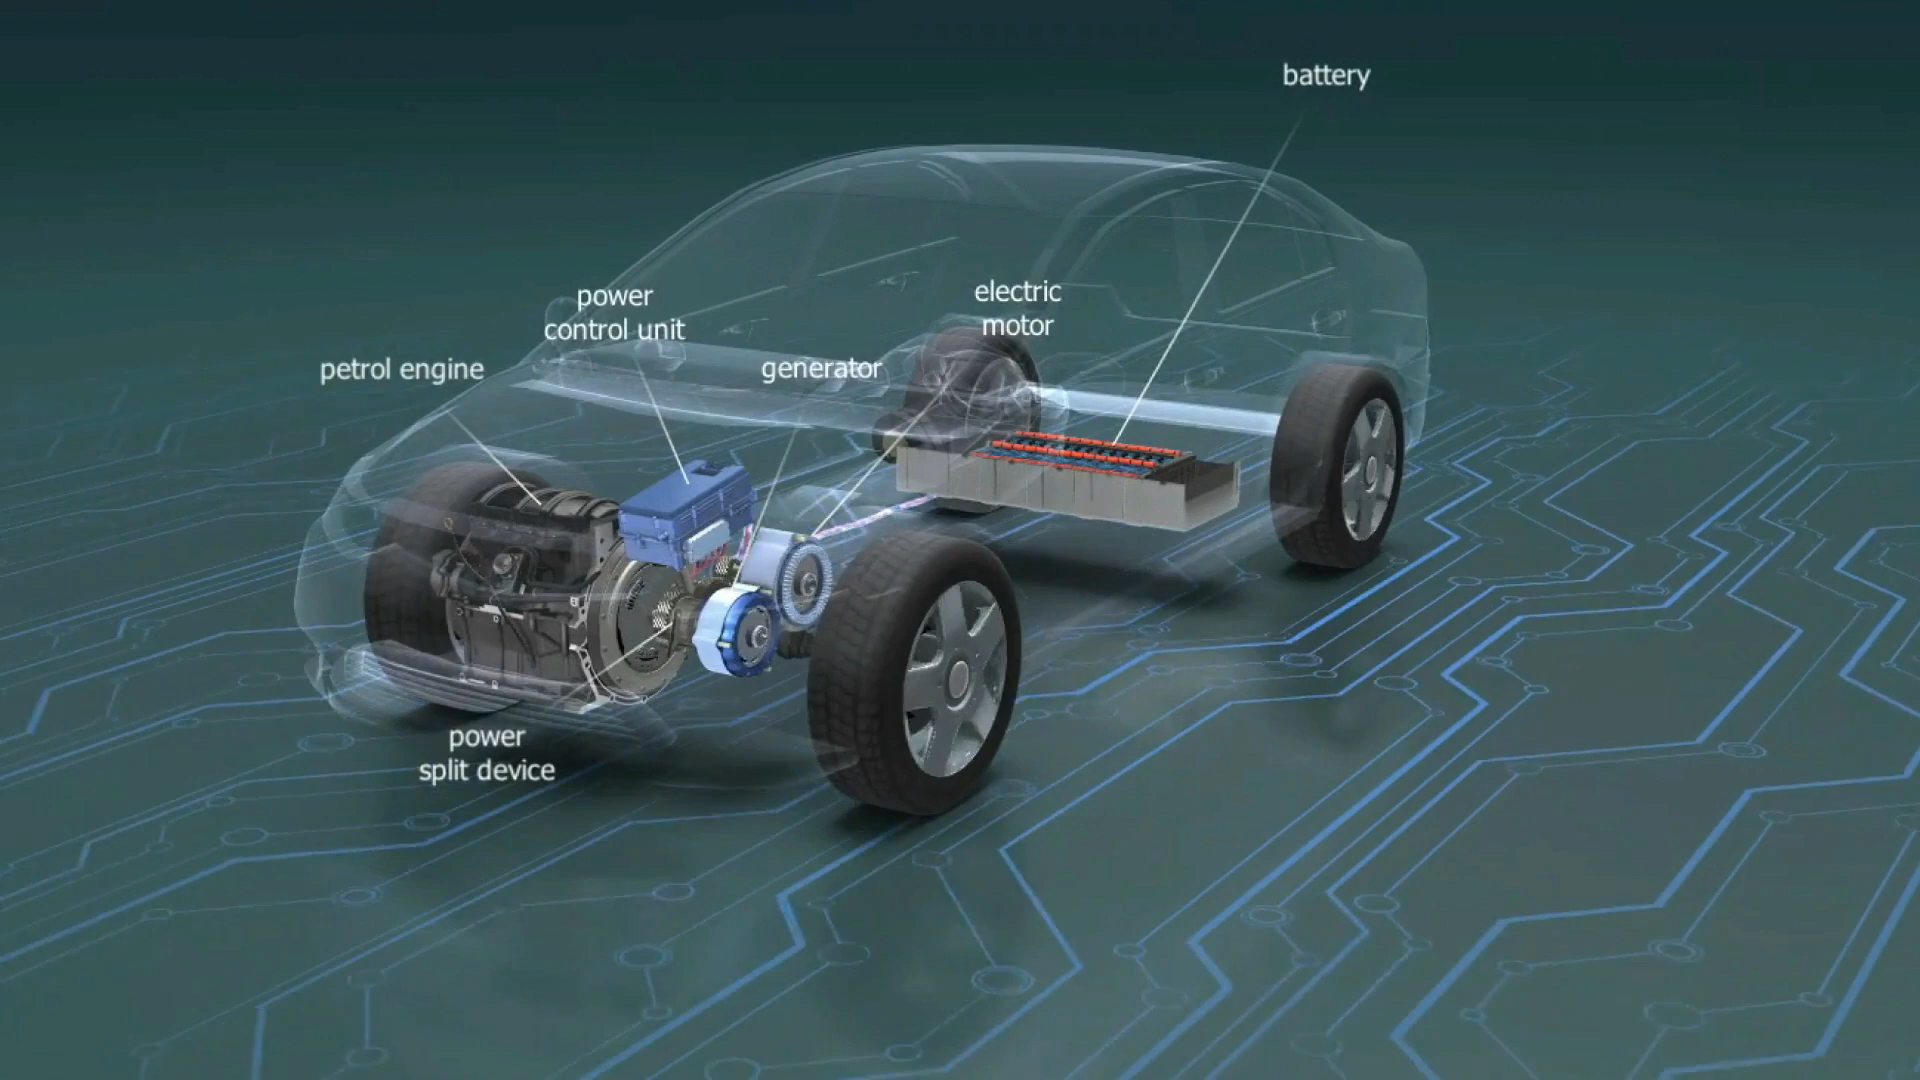 battery
electric
motor
power
control unit
petrol engine
generator
power
split device